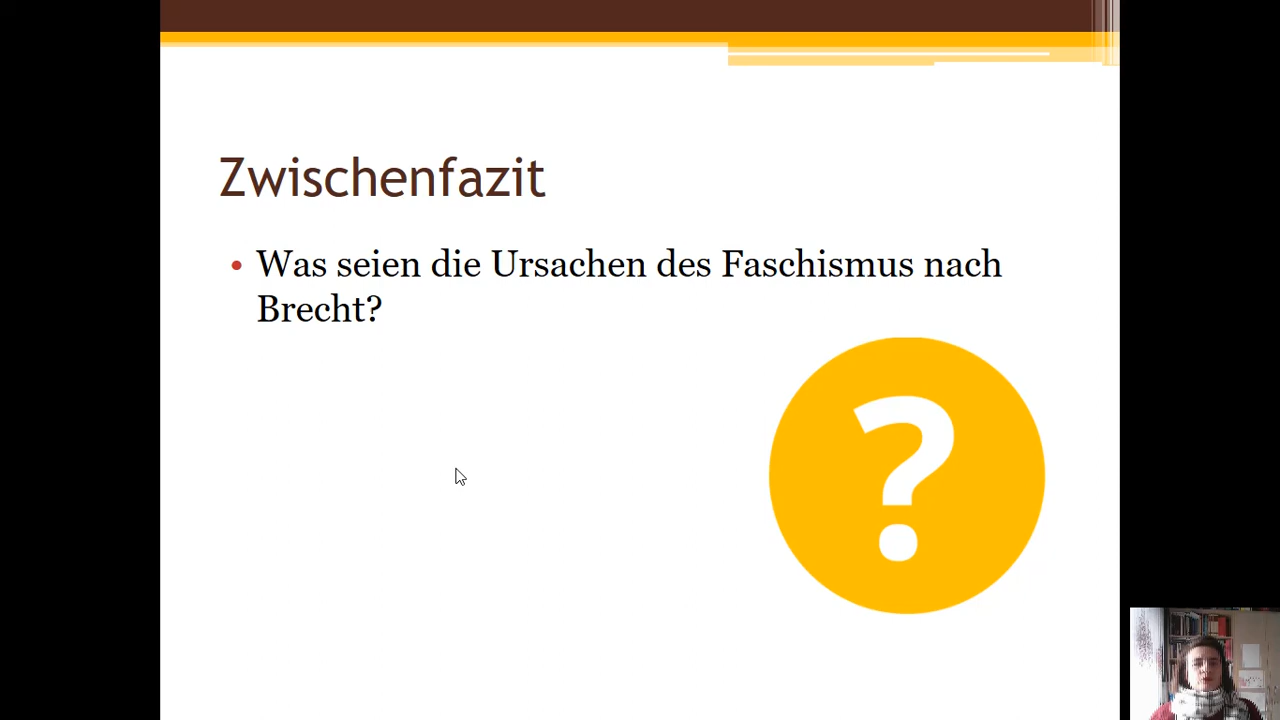 Zwischenfazit
• Was seien die Ursachen des Faschismus nach
Brecht?
?